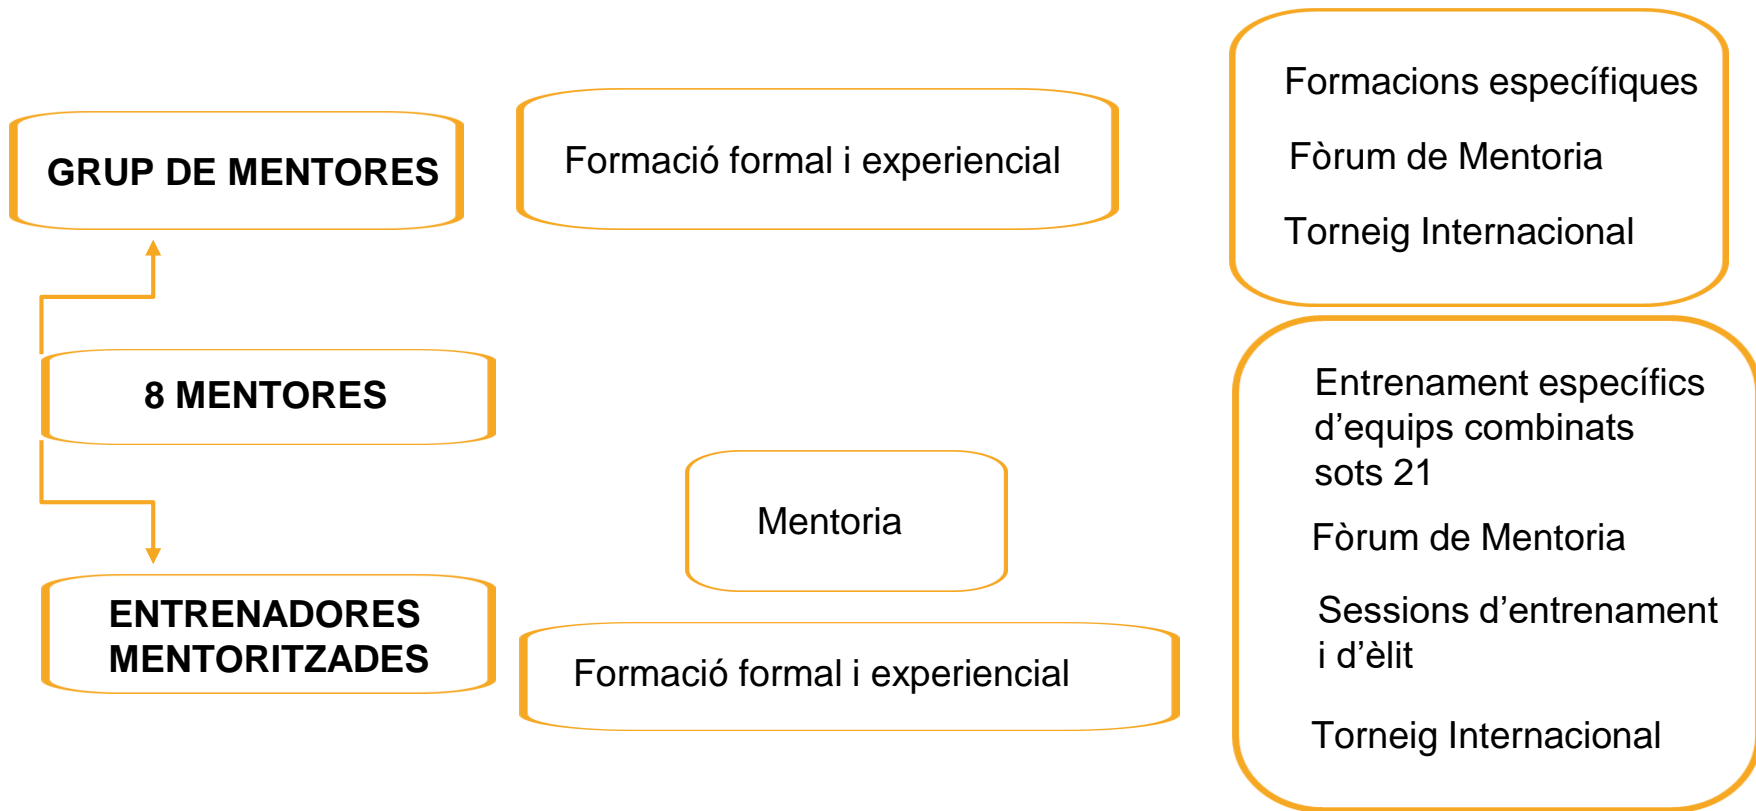 GRUP DE MENTORES
Formació formal i experiencial
Formacions específiques
Fòrum de Mentoria
Torneig Internacional
8 MENTORES
ENTRENADORES
MENTORITZADES
Mentoria
Formació formal i experiencial
Entrenament específics
d’equips combinats
sots 21
Fòrum de Mentoria
Sessions d’entrenament
i d’èlit
Torneig Internacional